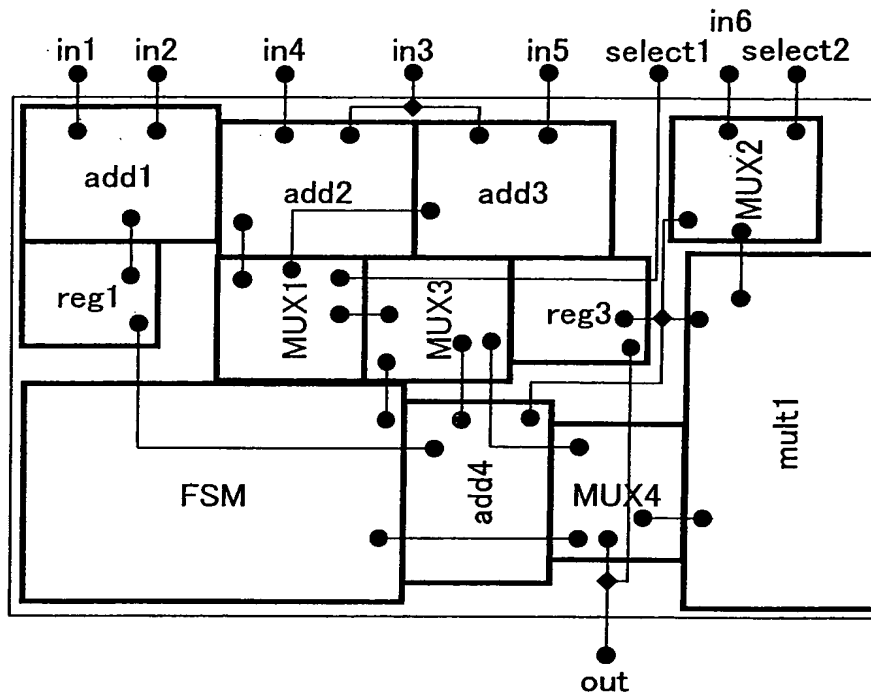 in6
in1 in2 in4 in3 in5 select1 select2
add1
add2
add3
MUX2
reg1
MUX1
MUX3
reg3
mult1
FSM
add4
MUX4
out